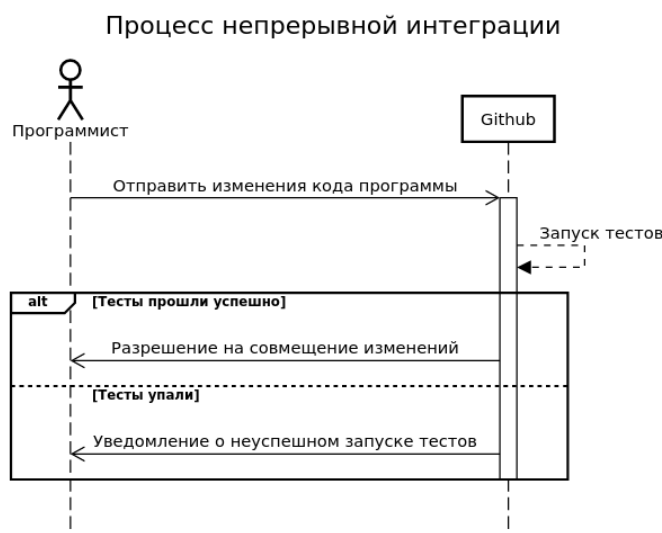 Процесс непрерывной интеграции
Программист
Github
Отправить изменения кода программы
Запуск тестов
alt
[Тесты прошли успешно]
Разрешение на совмещение изменений
[Тесты упали]
Уведомление о неуспешном запуске тестов